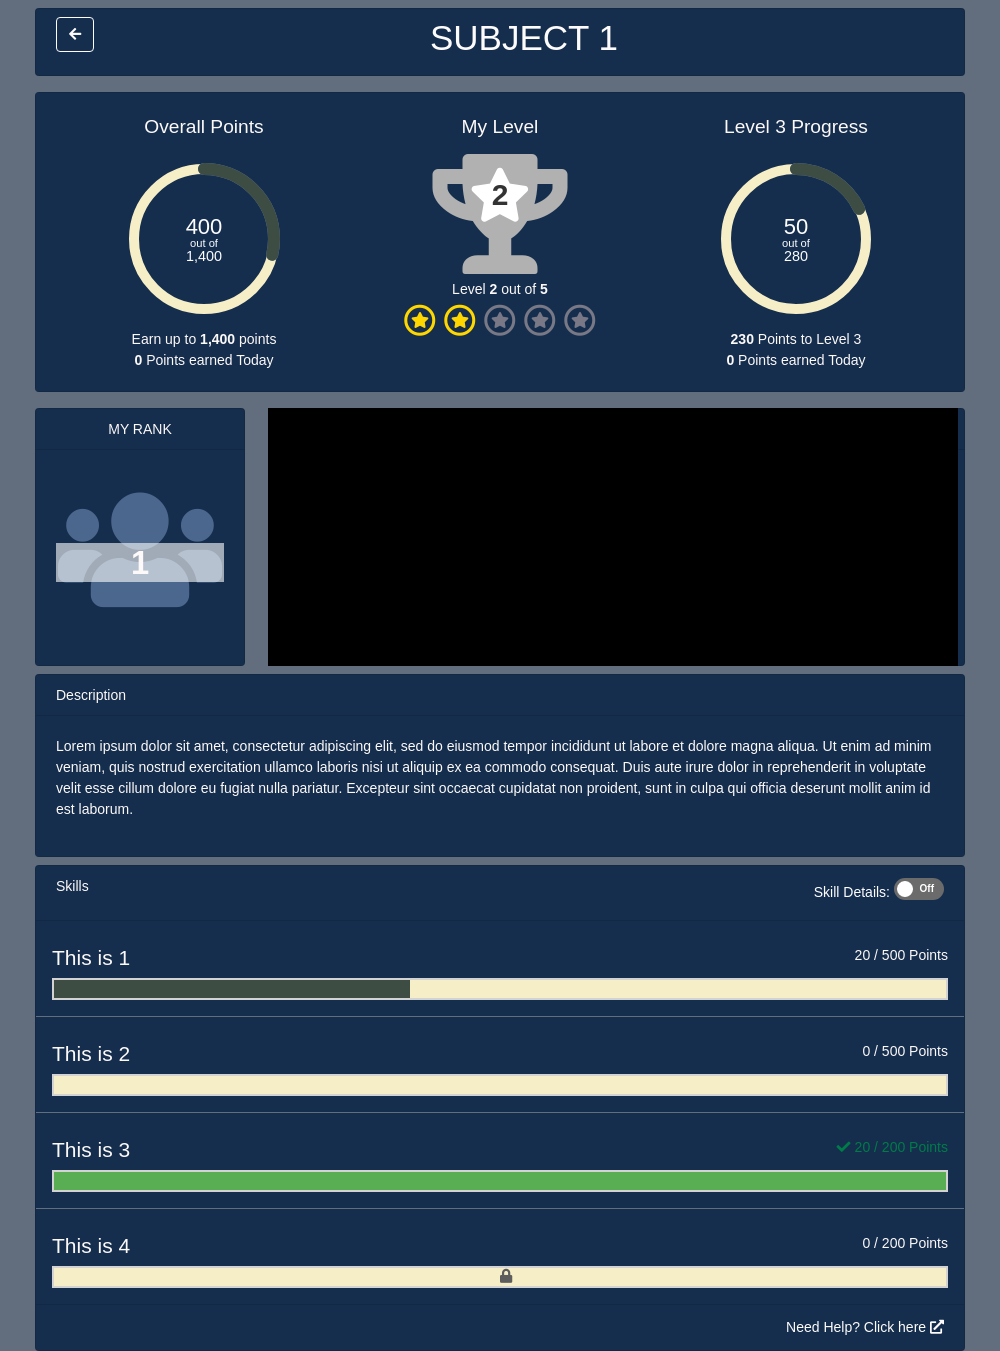 SUBJECT 1
Overall Points
My Level
Level 3 Progress
400
out of
1,400
2
50
out of
280
Level 2 out of 5
Earn up to 1,400 points
0 Points earned Today
230 Points to Level 3
0 Points earned Today
MY RANK
1
Description
Lorem ipsum dolor sit amet, consectetur adipiscing elit, sed do eiusmod tempor incididunt ut labore et dolore magna aliqua. Ut enim ad minim
veniam, quis nostrud exercitation ullamco laboris nisi ut aliquip ex ea commodo consequat. Duis aute irure dolor in reprehenderit in voluptate
velit esse cillum dolore eu fugiat nulla pariatur. Excepteur sint occaecat cupidatat non proident, sunt in culpa qui officia deserunt mollit anim id
est laborum.
Skills
Skill Details: Off
This is 1
20 / 500 Points
This is 2
0 / 500 Points
This is 3
20 / 200 Points
This is 4
0 / 200 Points
Need Help? Click here